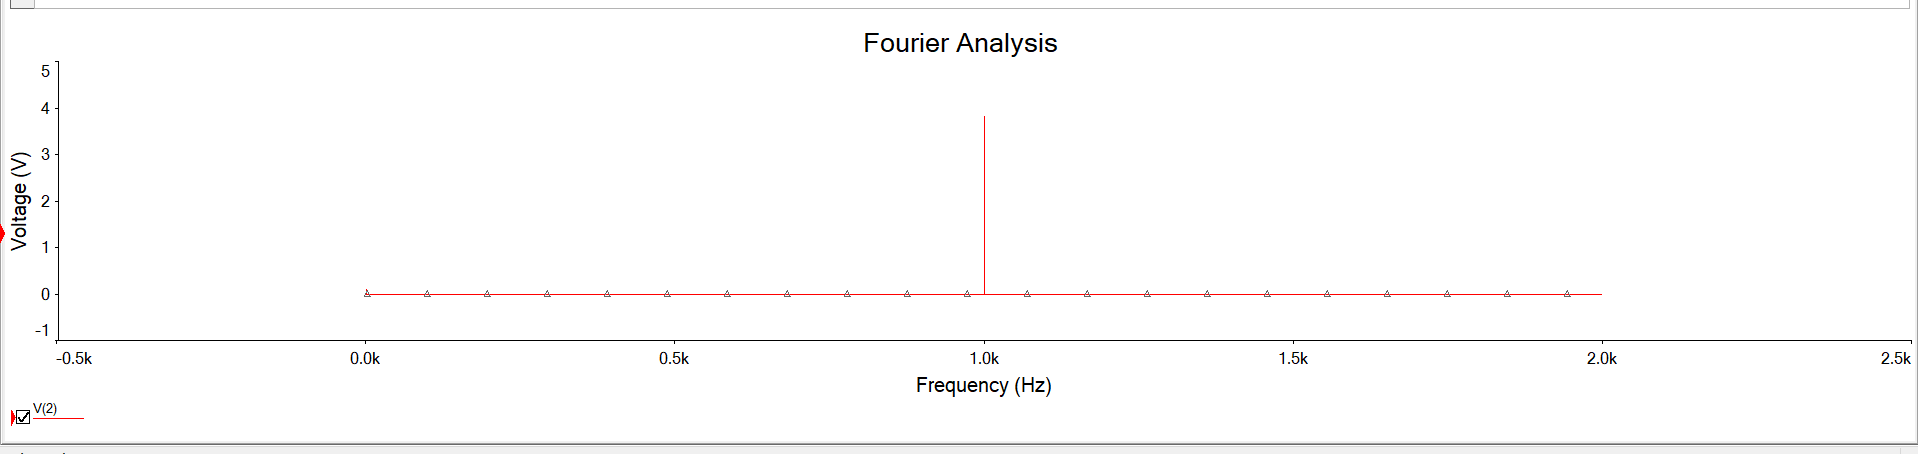 Fourier Analysis
5
4
3
2
1
0
-1
Voltage (V)
-0.5k 0.0k 0.5k 1.0k 1.5k 2.0k 2.5k
Frequency (Hz)
V(2)